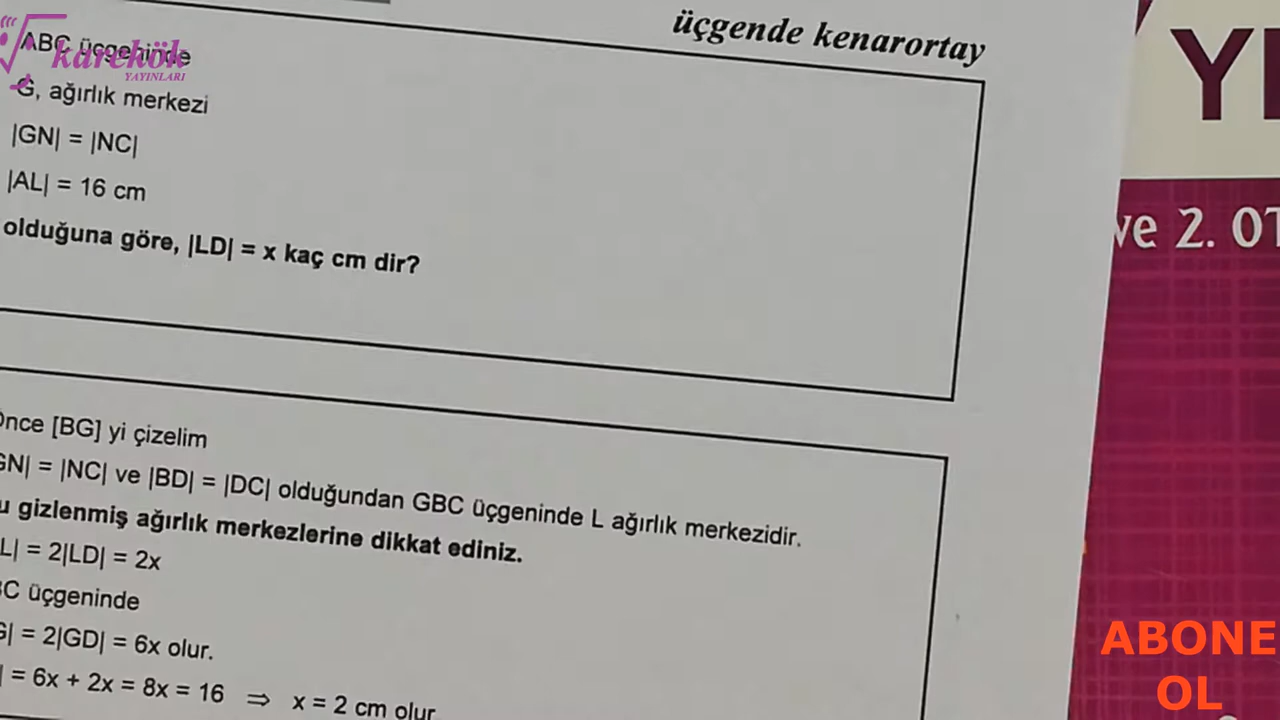 üçgende kenarortay
ABC üçgeninde
karekök
YAYINLARI
G, ağırlık merkezi
|GN| = |NC|
|AL| = 16 cm
olduğuna göre, |LD| = x kaç cm dir?
Önce [BG] yi çizelim
GN| = |NC| ve |BD| = |DC| olduğundan GBC üçgeninde L ağırlık merkezidir.
u gizlenmiş ağırlık merkezlerine dikkat ediniz.
L| = 2|LD| = 2x
BC üçgeninde
G| = 2|GD| = 6x olur.
| = 6x + 2x = 8x = 16 ⇒ x = 2 cm olur
ve 2. OT
ABONE
OL